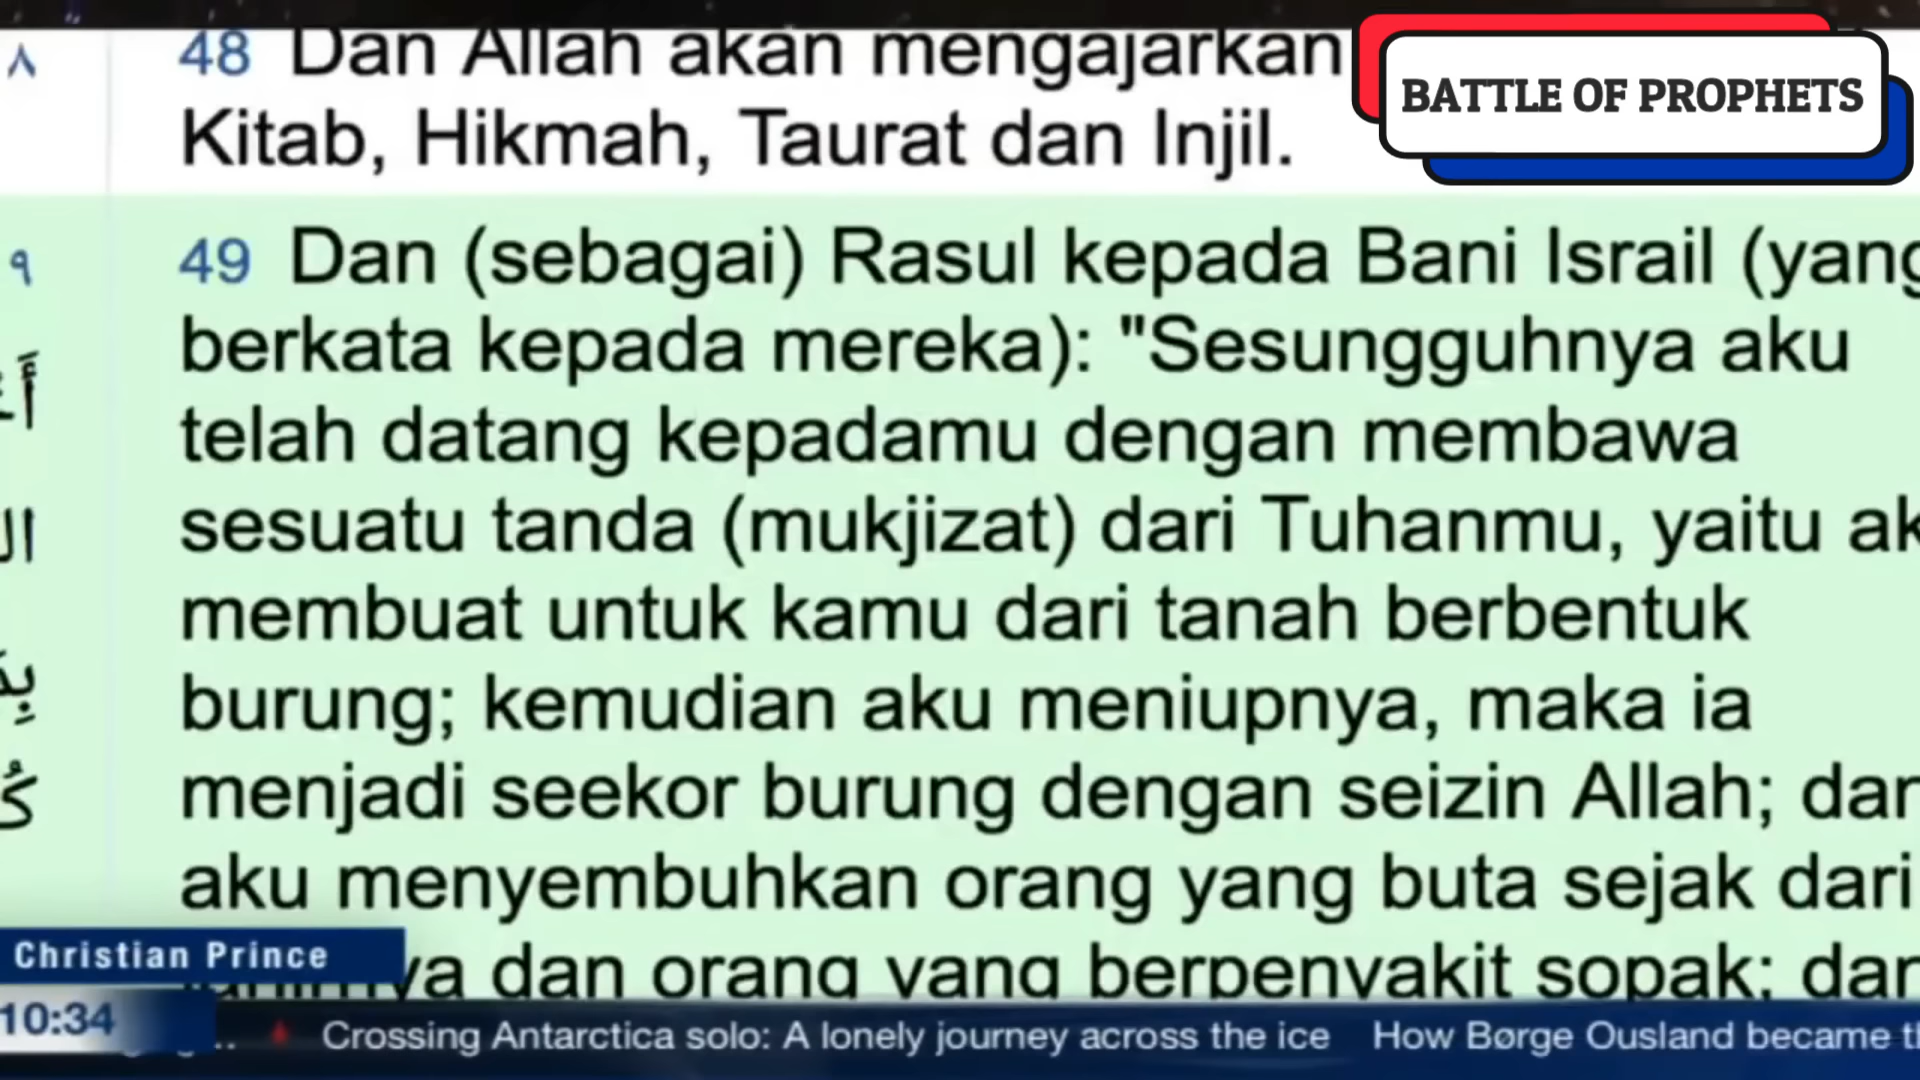 48 Dan Allah akan mengajarkan
BATTLE OF PROPHETS
Kitab, Hikmah, Taurat dan Injil.
49 Dan (sebagai) Rasul kepada Bani Israil (yang
berkata kepada mereka): "Sesungguhnya aku
telah datang kepadamu dengan membawa
sesuatu tanda (mukjizat) dari Tuhanmu, yaitu ak
membuat untuk kamu dari tanah berbentuk
burung; kemudian aku meniupnya, maka ia
menjadi seekor burung dengan seizin Allah; dan
aku menyembuhkan orang yang buta sejak dari
ya dan orang yang berpenyakit sopak; dan
Christian Prince
10:34
Crossing Antarctica solo: A lonely journey across the ice How Børge Ousland became